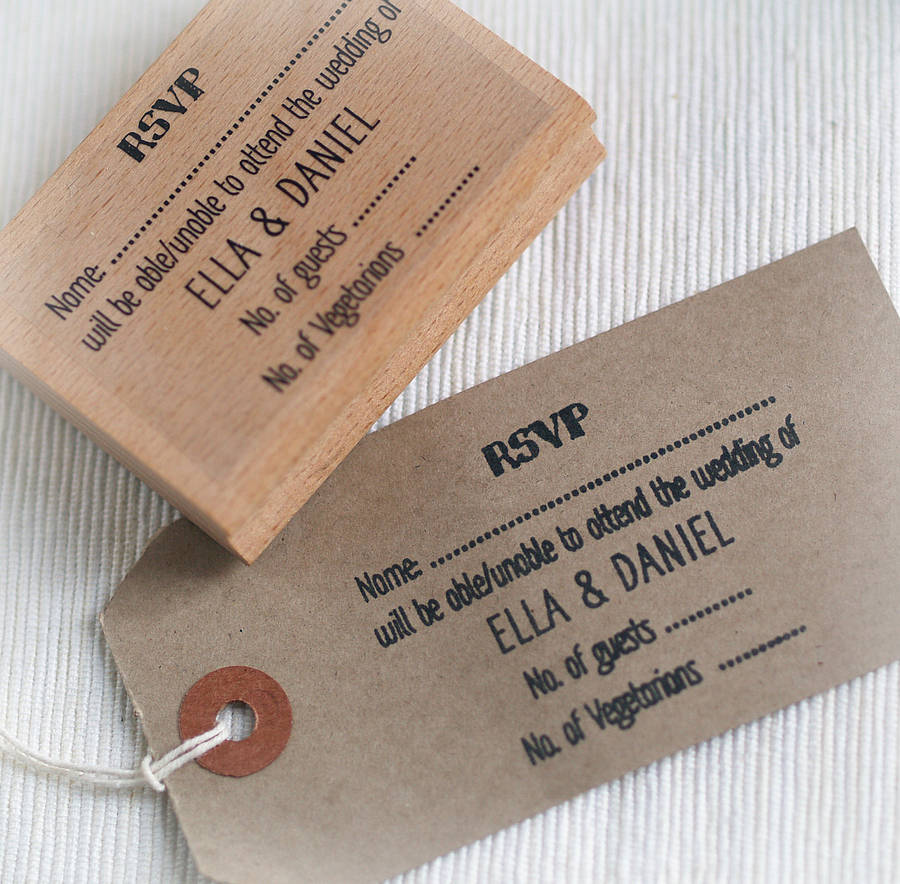 RSVP
Name: ..............................
will be able/unable to attend the wedding of
ELLA & DANIEL
No. of guests ...........
No. of Vegetarians ...........
RSVP
Name: ..............................
will be able/unable to attend the wedding of
ELLA & DANIEL
No. of guests ...........
No. of Vegetarians ...........